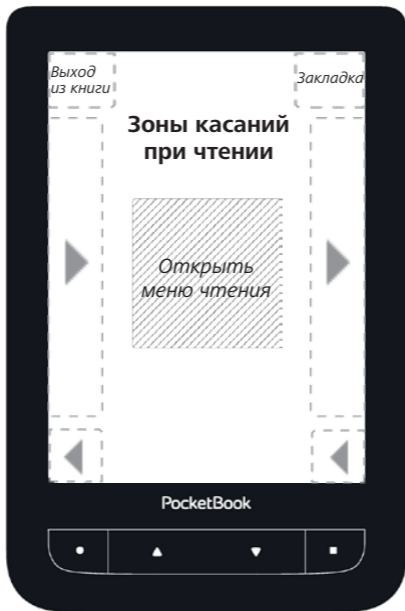 Выход
из книги
Закладка
Зоны касаний
при чтении
Открыть
меню чтения
PocketBook